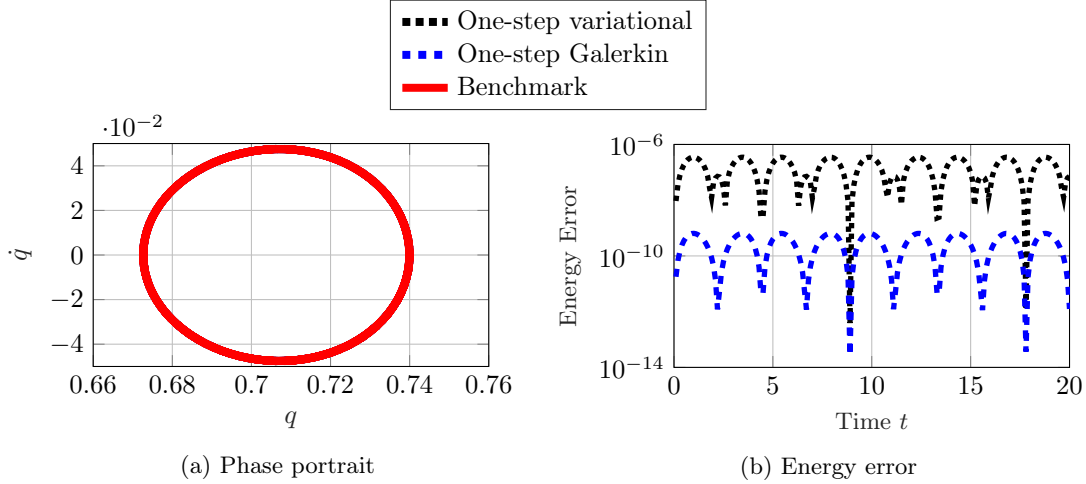 One-step variational
One-step Galerkin
Benchmark
·10⁻²
4
2
0
−2
−4
q̇
0.66 0.68 0.7 0.72 0.74 0.76
q
(a) Phase portrait
10⁻⁶
10⁻¹⁰
10⁻¹⁴
Energy Error
0 5 10 15 20
Time t
(b) Energy error